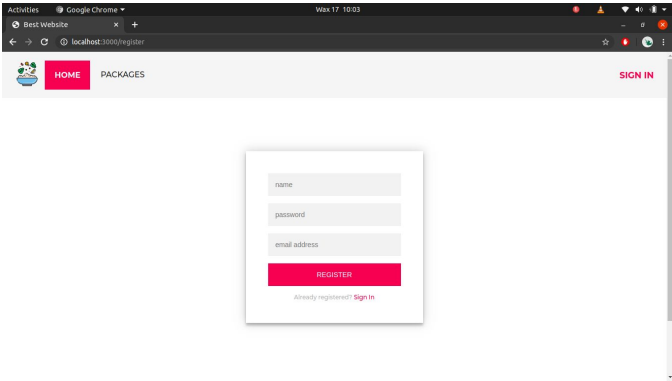 Activities Google Chrome Wax 17 10:03
Best Website
localhost:3000/register
HOME PACKAGES SIGN IN
name
password
email address
REGISTER
Already registered? Sign In